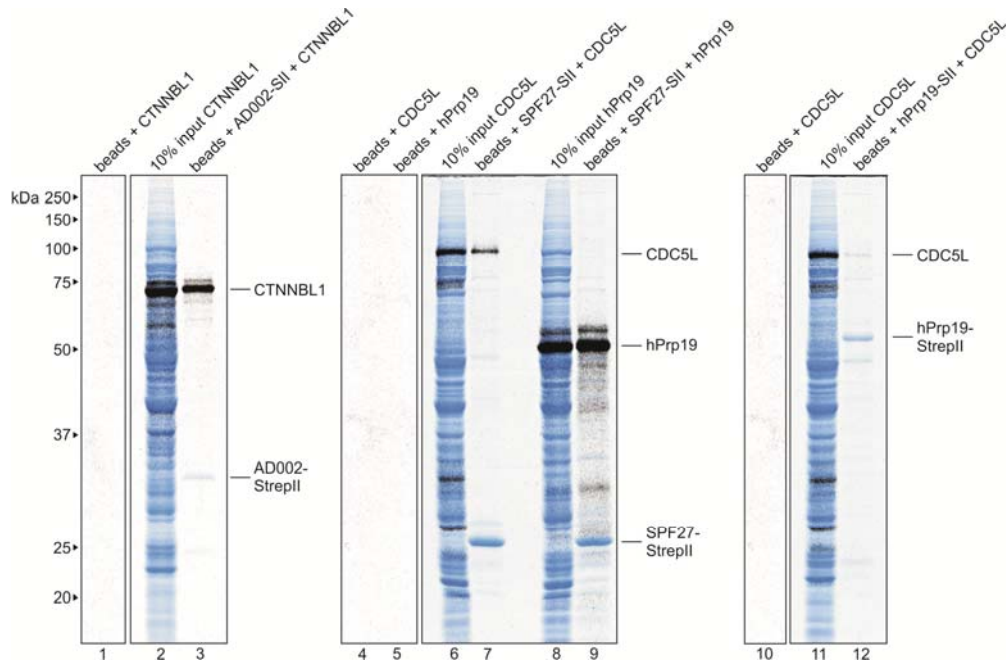 beads + CTNNBL1
10% input CTNNBL1
beads + AD002-SII + CTNNBL1
beads + CDC5L
beads + hPrp19
10% input CDC5L
beads + SPF27-SII + CDC5L
10% input hPrp19
beads + SPF27-SII + hPrp19
beads + CDC5L
10% input CDC5L
beads + hPrp19-SII + CDC5L
kDa 250
150
100
75
50
37
25
20
CTNNBL1
AD002-
StrepII
CDC5L
hPrp19
SPF27-
StrepII
CDC5L
hPrp19-
StrepII
1 2 3 4 5 6 7 8 9 10 11 12